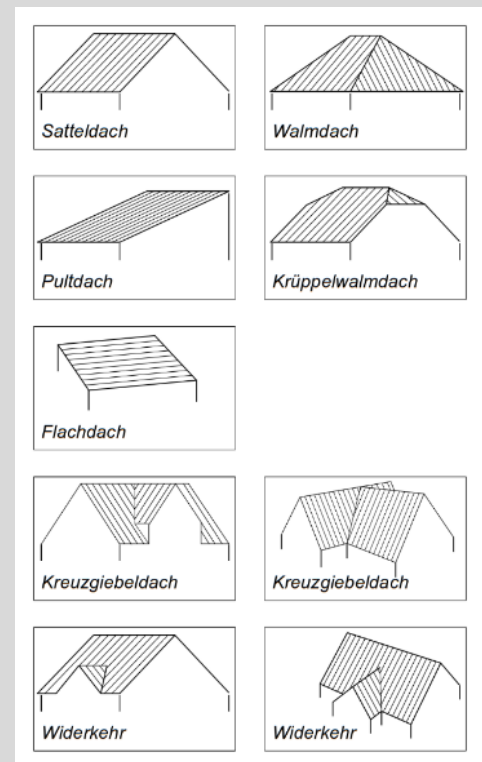 Satteldach
Walmdach
Pultdach
Krüppelwalmdach
Flachdach
Kreuzgiebeldach
Kreuzgiebeldach
Widerkehr
Widerkehr